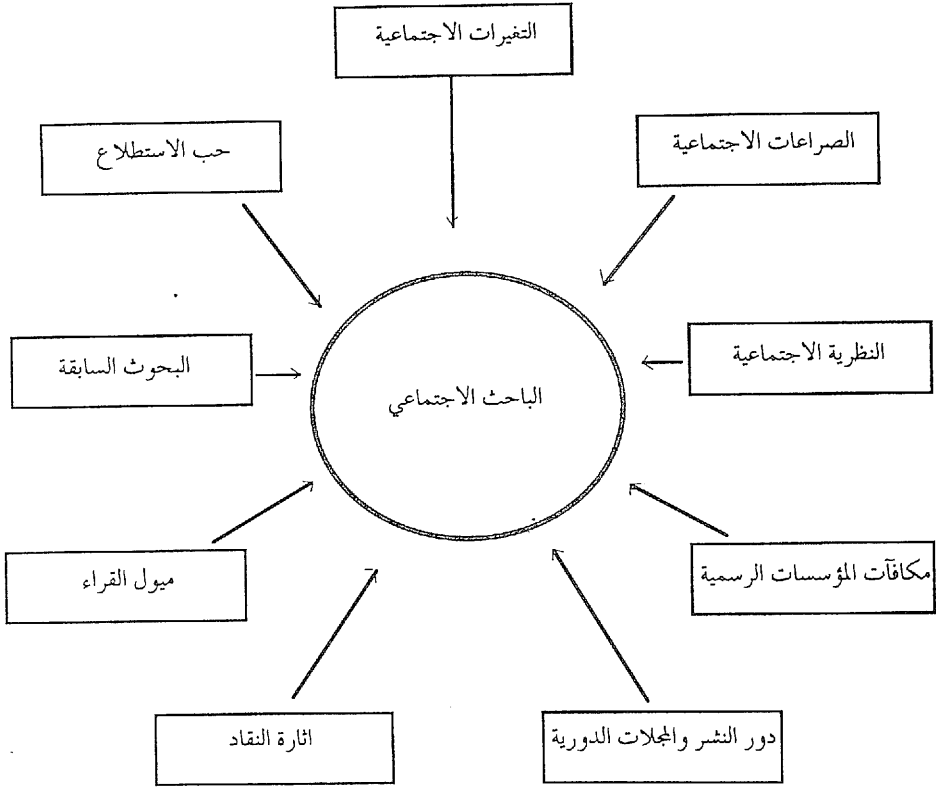 التغيرات الاجتماعية
الصراعات الاجتماعية
حب الاستطلاع
النظرية الاجتماعية
البحوث السابقة
الباحث الاجتماعي
مكافآت المؤسسات الرسمية
ميول القراء
دور النشر والمجلات الدورية
اثارة النقاد